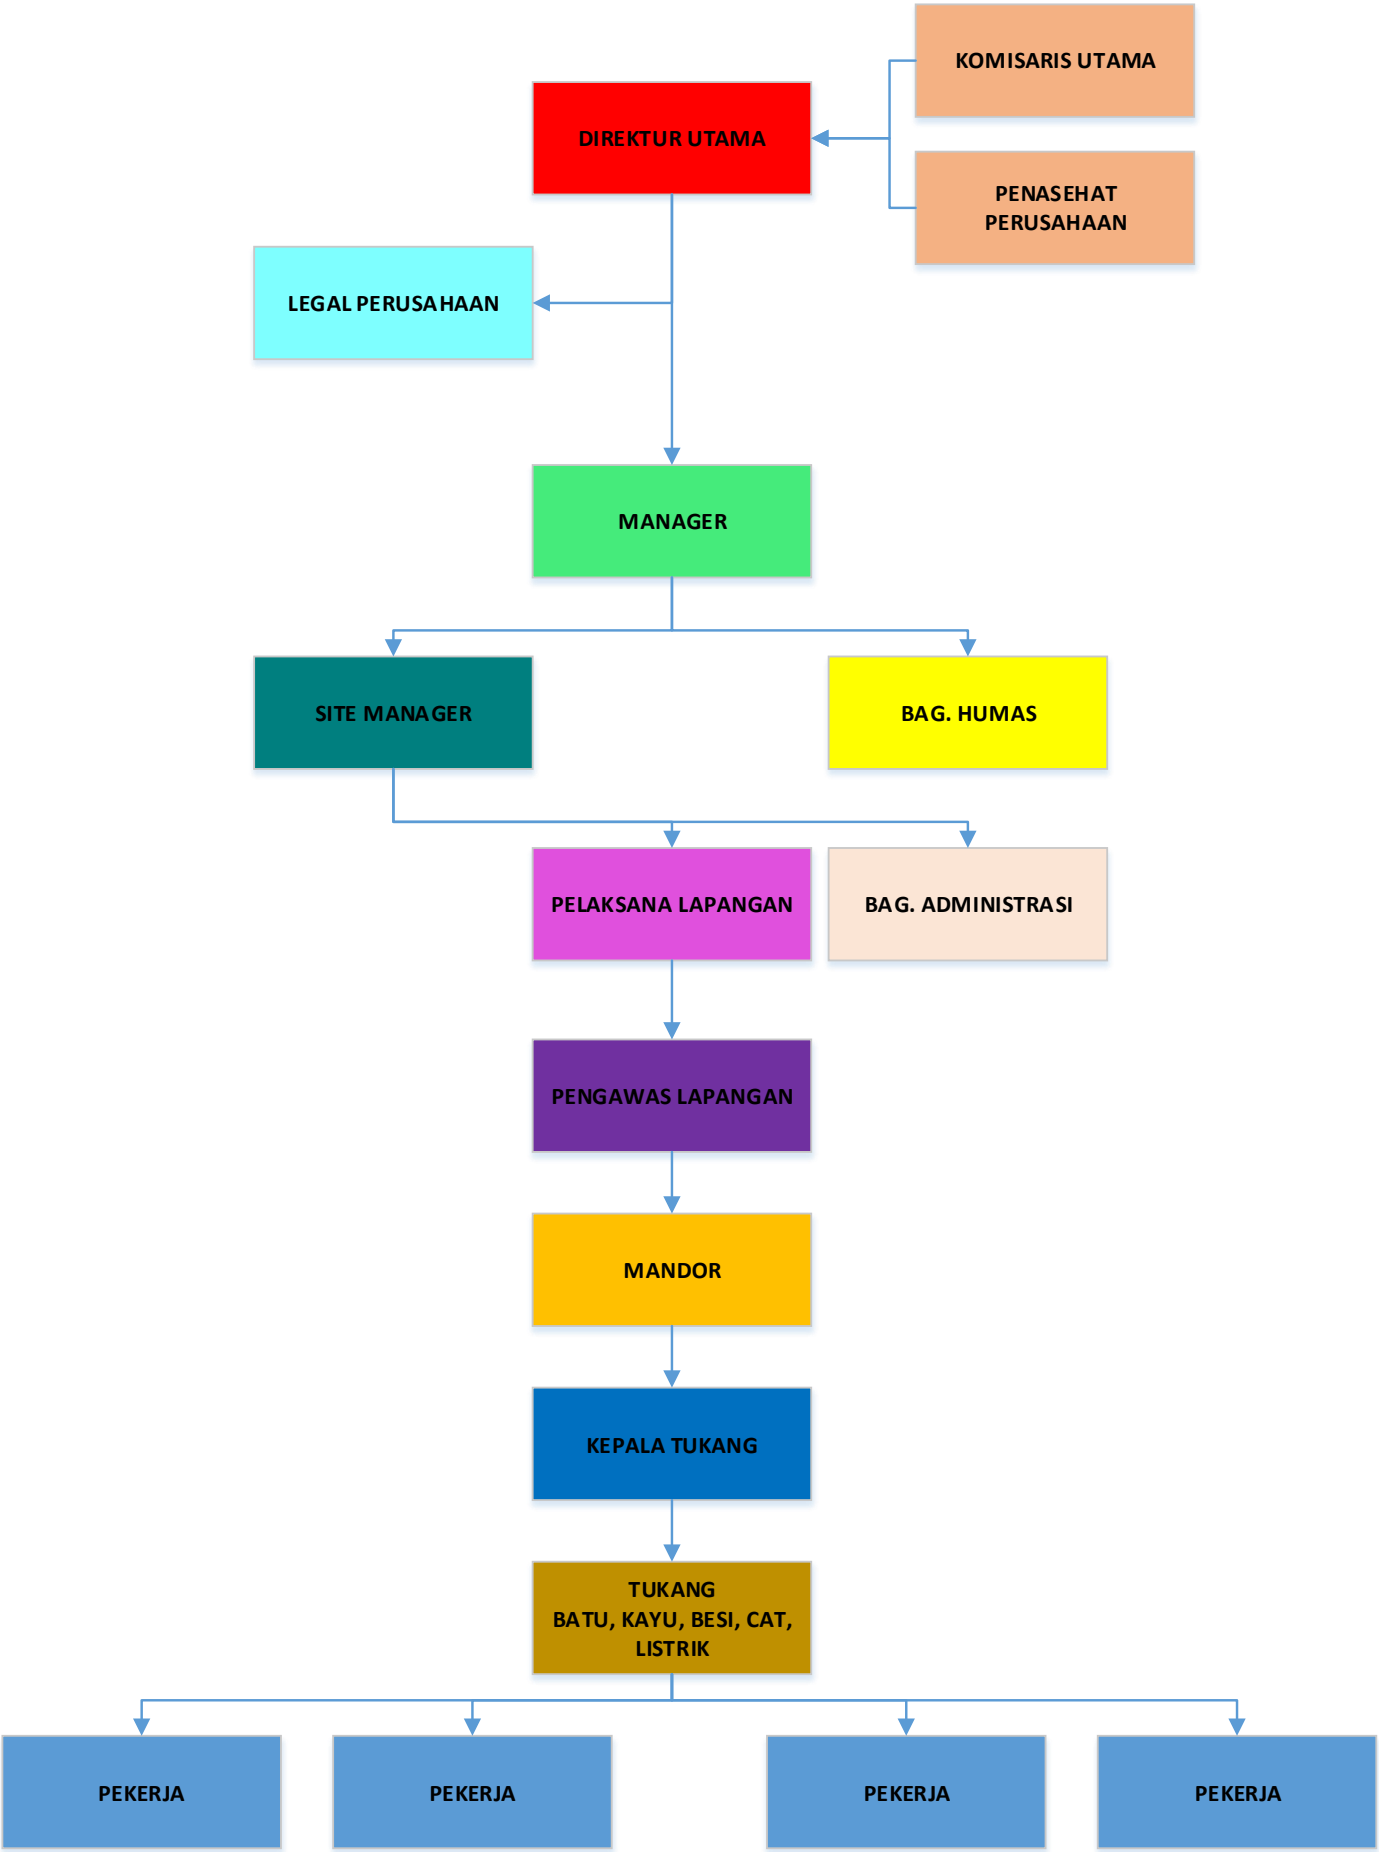 KOMISARIS UTAMA
DIREKTUR UTAMA
PENASEHAT
PERUSAHAAN
LEGAL PERUSAHAAN
MANAGER
SITE MANAGER
BAG. HUMAS
PELAKSANA LAPANGAN
BAG. ADMINISTRASI
PENGAWAS LAPANGAN
MANDOR
KEPALA TUKANG
TUKANG
BATU, KAYU, BESI, CAT,
LISTRIK
PEKERJA
PEKERJA
PEKERJA
PEKERJA